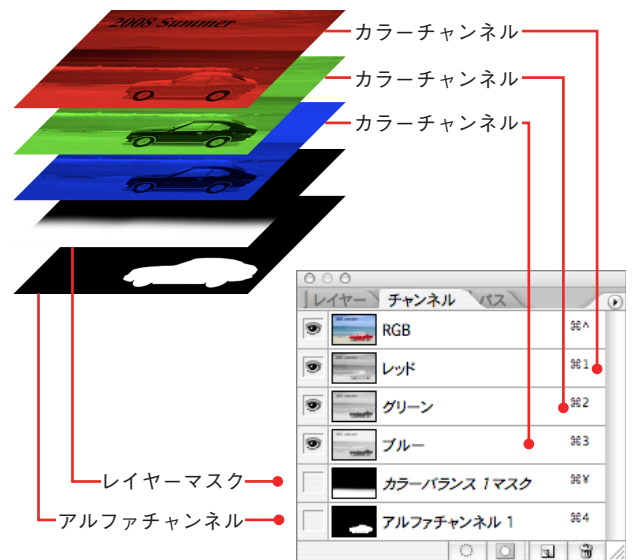 2008 Summer
カラーチャンネル
カラーチャンネル
カラーチャンネル
レイヤー チャンネル パス
RGB ⌘^
レッド ⌘1
グリーン ⌘2
ブルー ⌘3
レイヤーマスク
カラーバランス 1マスク ⌘¥
アルファチャンネル
アルファチャンネル 1 ⌘4